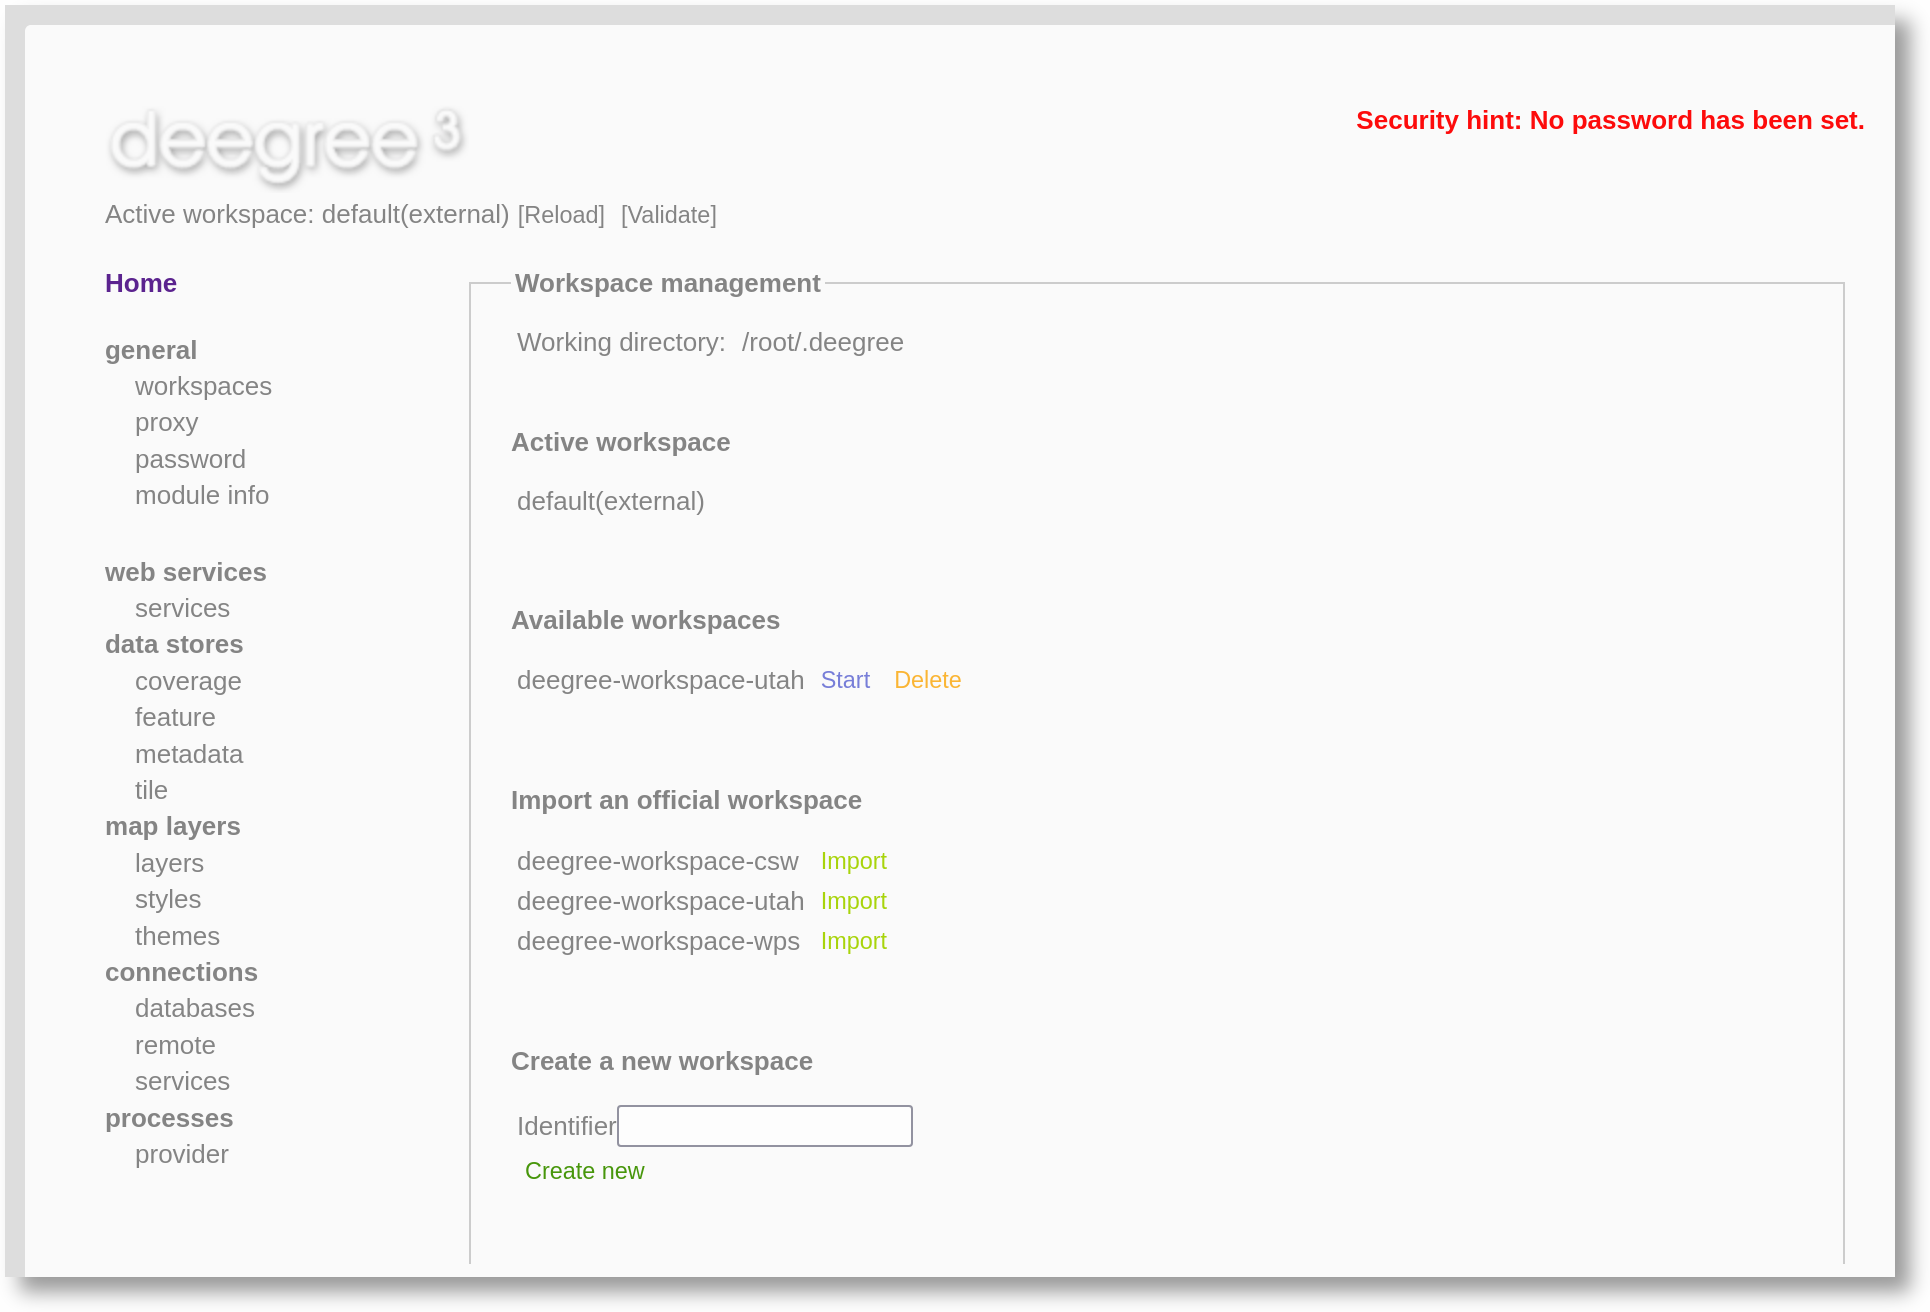 deegree 3
Security hint: No password has been set.
Active workspace: default(external) [Reload] [Validate]
Home
general
workspaces
proxy
password
module info
web services
services
data stores
coverage
feature
metadata
tile
map layers
layers
styles
themes
connections
databases
remote
services
processes
provider
Workspace management
Working directory: /root/.deegree
Active workspace
default(external)
Available workspaces
deegree-workspace-utah Start Delete
Import an official workspace
deegree-workspace-csw Import
deegree-workspace-utah Import
deegree-workspace-wps Import
Create a new workspace
Identifier
Create new